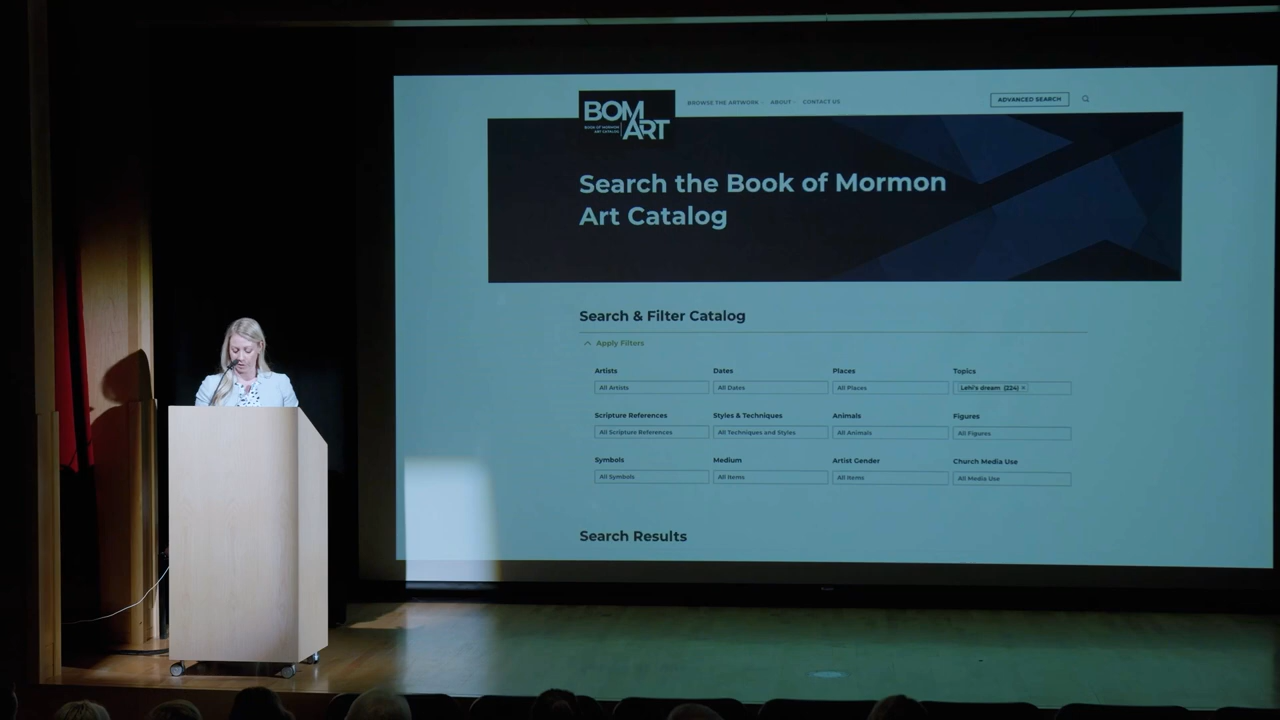 BOM
ART
BOOK OF MORMON
ART CATALOG
BROWSE THE ARTWORK ABOUT CONTACT US
ADVANCED SEARCH
Search the Book of Mormon
Art Catalog
Search & Filter Catalog
Apply Filters
Artists Dates Places Topics
All Artists All Dates All Places Lehi's dream (224) ×
Scripture References Styles & Techniques Animals Figures
All Scripture References All Techniques and Styles All Animals All Figures
Symbols Medium Artist Gender Church Media Use
All Symbols All Items All Items All Media Use
Search Results